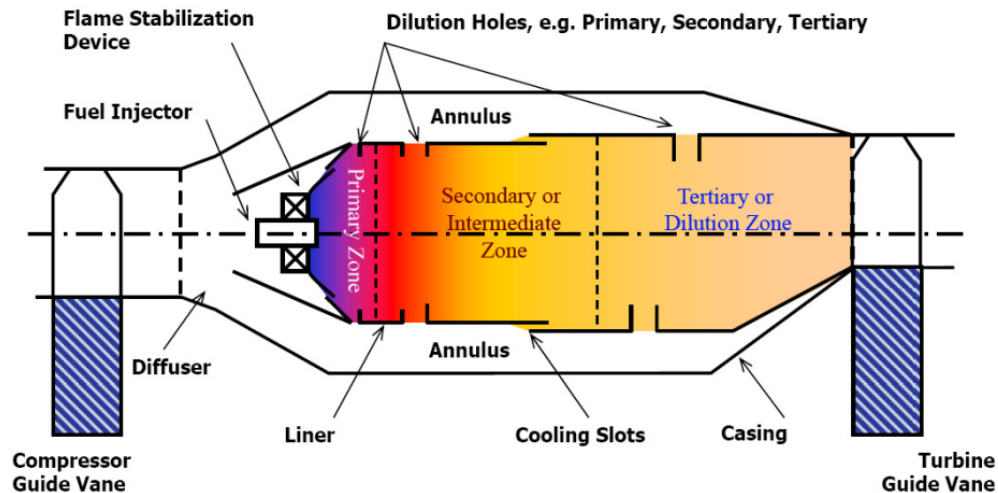 Flame Stabilization
Device
Dilution Holes, e.g. Primary, Secondary, Tertiary
Fuel Injector
Annulus
Primary Zone
Secondary or
Intermediate
Zone
Tertiary or
Dilution Zone
Annulus
Diffuser
Liner
Cooling Slots
Casing
Compressor
Guide Vane
Turbine
Guide Vane